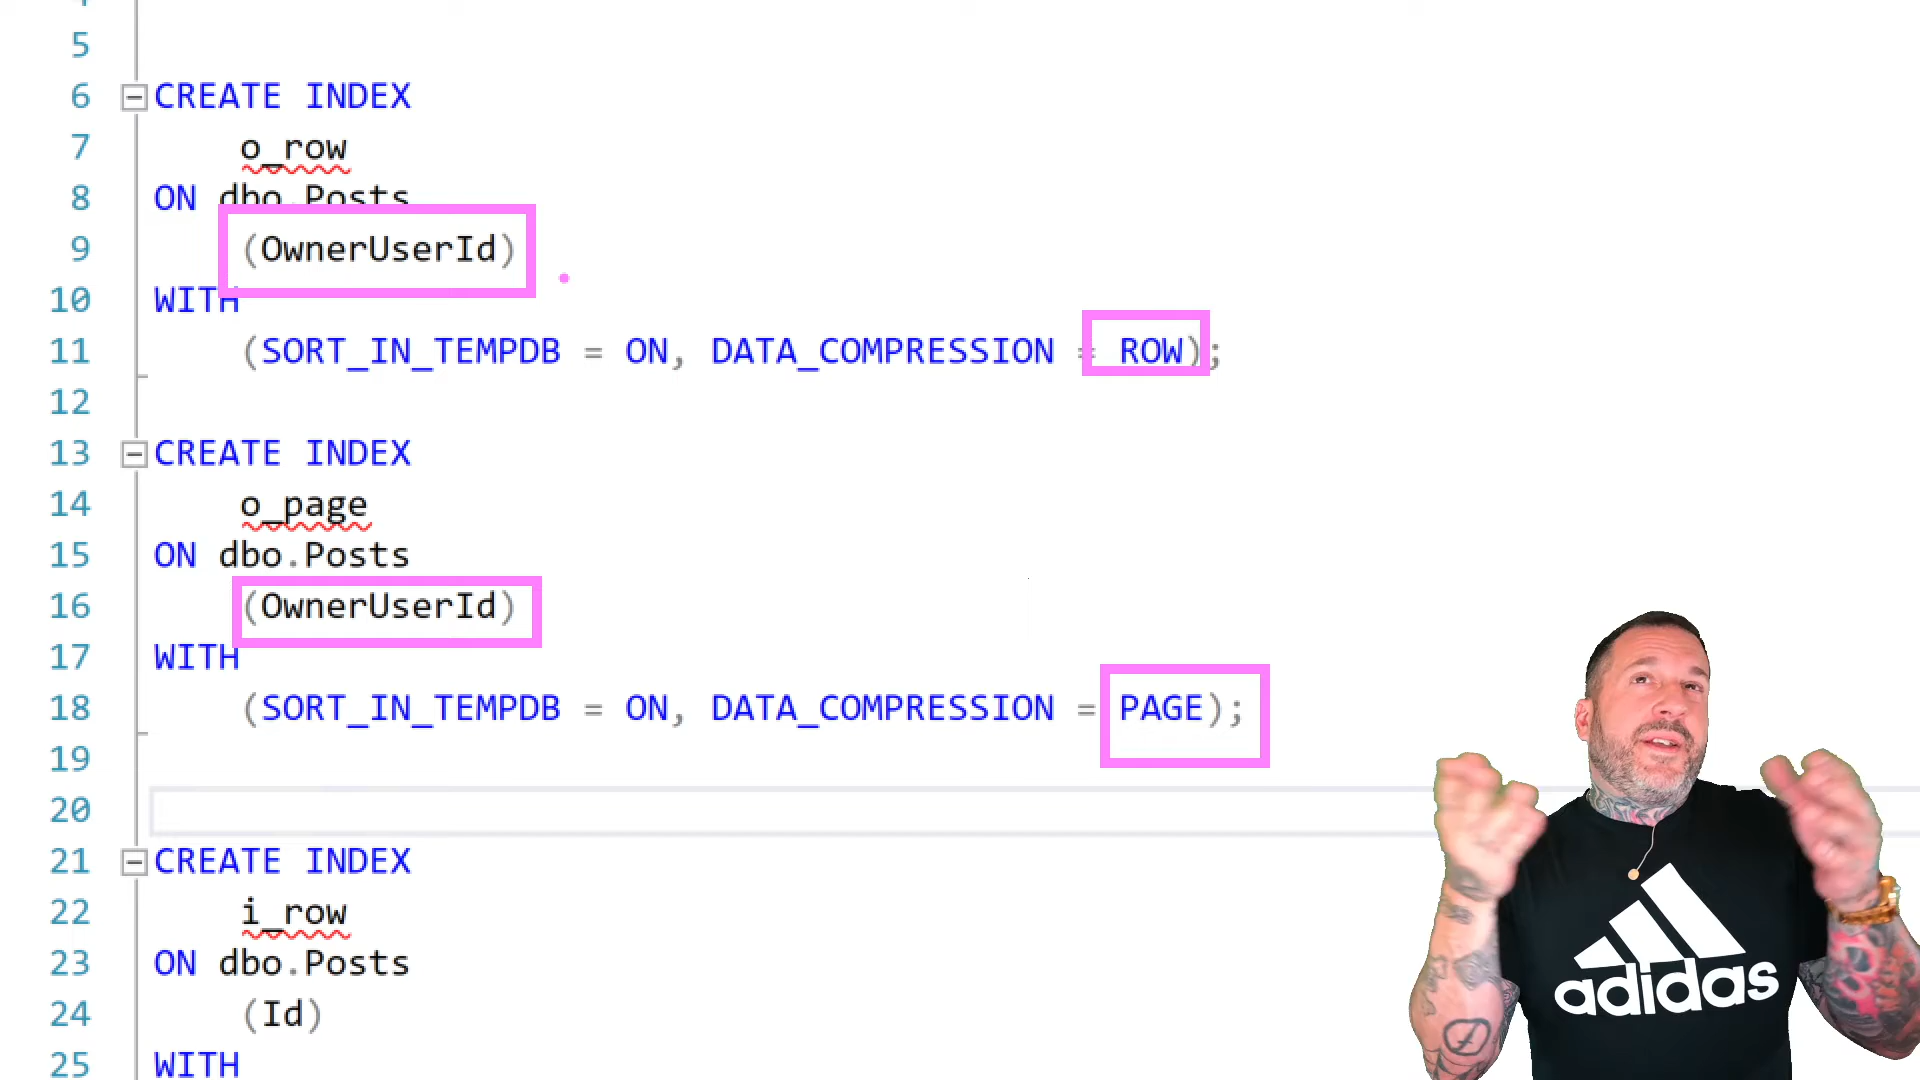 5
6 CREATE INDEX
7 o_row
8 ON dbo.Posts
9 (OwnerUserId)
10 WITH
11 (SORT_IN_TEMPDB = ON, DATA_COMPRESSION = ROW);
12
13 CREATE INDEX
14 o_page
15 ON dbo.Posts
16 (OwnerUserId)
17 WITH
18 (SORT_IN_TEMPDB = ON, DATA_COMPRESSION = PAGE);
19
20
21 CREATE INDEX
22 i_row
23 ON dbo.Posts
24 (Id)
25 WITH
adidas